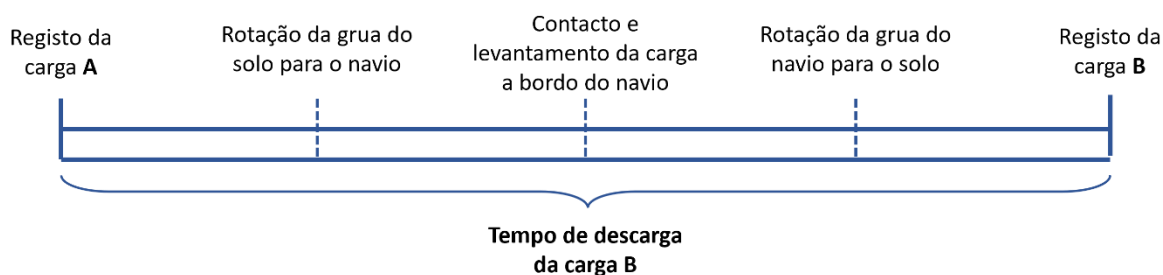 Registo da
carga A
Rotação da grua do
solo para o navio
Contacto e
levantamento da carga
a bordo do navio
Rotação da grua do
navio para o solo
Registo da
carga B
Tempo de descarga
da carga B